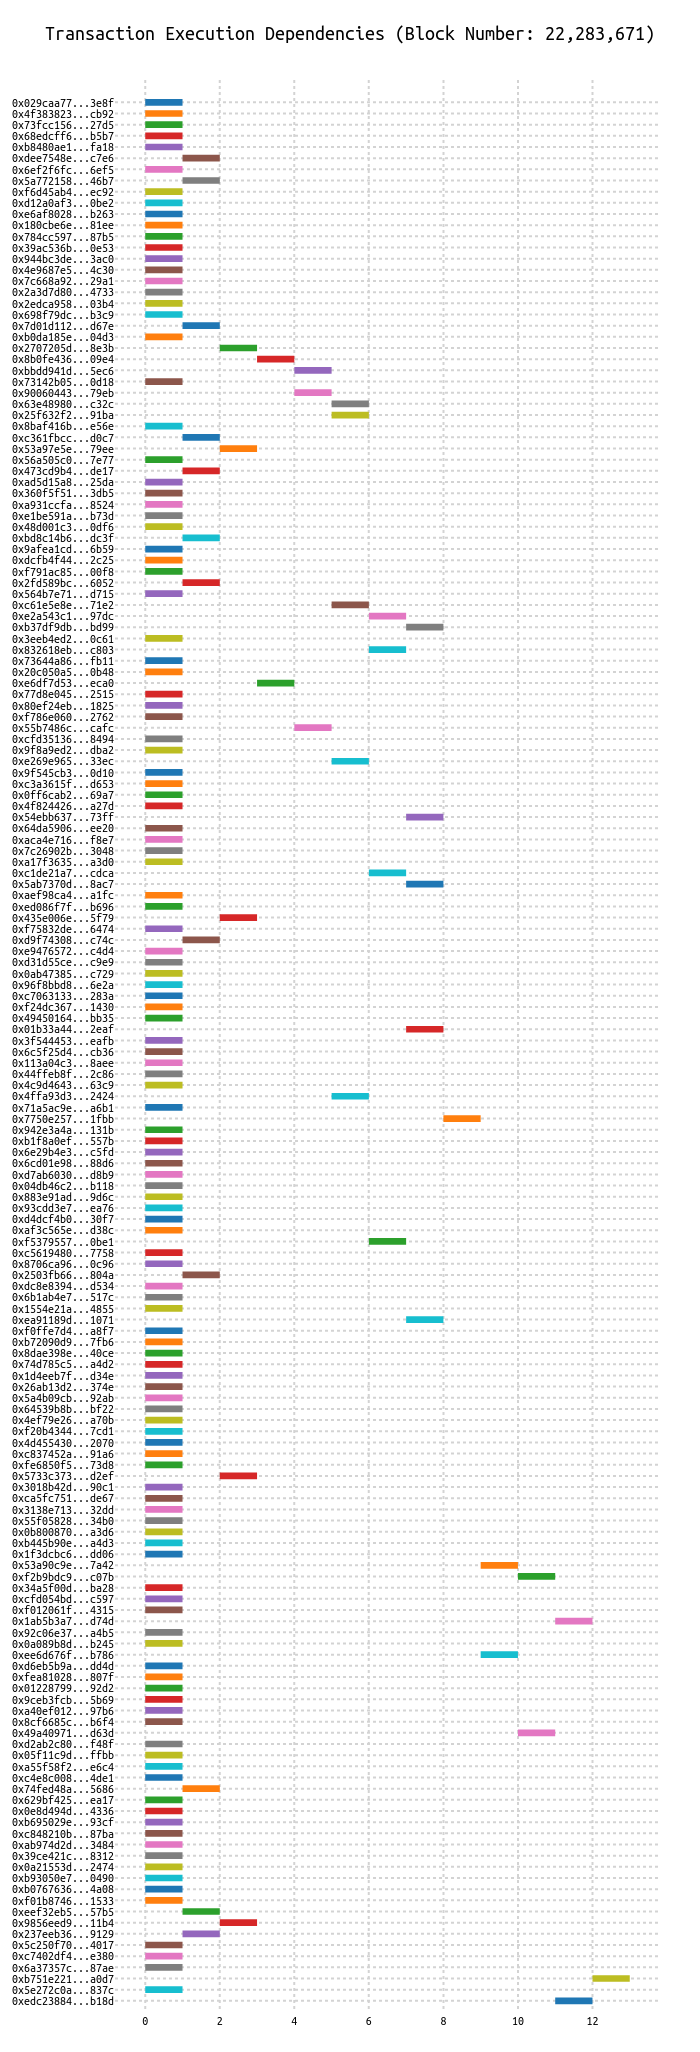 Transaction Execution Dependencies (Block Number: 22,283,671)
0x029caa77...3e8f
0x4f383823...cb92
0x73fcc156...27d5
0x68edcff6...b5b7
0xb8480ae1...fa18
0xdee7548e...c7e6
0x6ef2f6fc...6ef5
0x5a772158...46b7
0xf6d45ab4...ec92
0xd12a0af3...0be2
0xe6af8028...b263
0x180cbe6e...81ee
0x784cc597...87b5
0x39ac536b...0e53
0x944bc3de...3ac0
0x4e9687e5...4c30
0x7c668a92...29a1
0x2a3d7d80...4733
0x2edca958...03b4
0x698f79dc...b3c9
0x7d01d112...d67e
0xb0da185e...04d3
0x2707205d...8e3b
0x8b0fe436...09e4
0xbbdd941d...5ec6
0x73142b05...0d18
0x90060443...79eb
0x63e48980...c32c
0x25f632f2...91ba
0x8baf416b...e56e
0xc361fbcc...d0c7
0x53a97e5e...79ee
0x56a505c0...7e77
0x473cd9b4...de17
0xad5d15a8...25da
0x360f5f51...3db5
0xa931ccfa...8524
0xe1be591a...b73d
0x48d001c3...0df6
0xbd8c14b6...dc3f
0x9afea1cd...6b59
0xdcfb4f44...2c25
0xf791ac85...00f8
0x2fd589bc...6052
0x564b7e71...d715
0xc61e5e8e...71e2
0xe2a543c1...97dc
0xb37df9db...bd99
0x3eeb4ed2...0c61
0x832618eb...c803
0x73644a86...fb11
0x20c050a5...0b48
0xe6df7d53...eca0
0x77d8e045...2515
0x80ef24eb...1825
0xf786e060...2762
0x55b7486c...cafc
0xcfd35136...8494
0x9f8a9ed2...dba2
0xe269e965...33ec
0x9f545cb3...0d10
0xc3a3615f...d653
0x0ff6cab2...69a7
0x4f824426...a27d
0x54ebb637...73ff
0x64da5906...ee20
0xaca4e716...f8e7
0x7c26902b...3048
0xa17f3635...a3d0
0xc1de21a7...cdca
0x5ab7370d...8ac7
0xaef98ca4...a1fc
0xed086f7f...b696
0x435e006e...5f79
0xf75832de...6474
0xd9f74308...c74c
0xe9476572...c4d4
0xd31d55ce...c9e9
0x0ab47385...c729
0x96f8bbd8...6e2a
0xc7063133...283a
0xf24dc367...1430
0x49450164...bb35
0x01b33a44...2eaf
0x3f544453...eafb
0x6c5f25d4...cb36
0x113a04c3...8aee
0x44ffeb8f...2c86
0x4c9d4643...63c9
0x4ffa93d3...2424
0x71a5ac9e...a6b1
0x7750e257...1fbb
0x942e3a4a...131b
0xb1f8a0ef...557b
0x6e29b4e3...c5fd
0x6cd01e98...88d6
0xd7ab6030...d8b9
0x04db46c2...b118
0x883e91ad...9d6c
0x93cdd3e7...ea76
0xd4dcf4b0...30f7
0xaf3c565e...d38c
0xf5379557...0be1
0xc5619480...7758
0x8706ca96...0c96
0x2503fb66...804a
0xdc8e8394...d534
0x6b1ab4e7...517c
0x1554e21a...4855
0xea91189d...1071
0xf0ffe7d4...a8f7
0xb72090d9...7fb6
0x8dae398e...40ce
0x74d785c5...a4d2
0x1d4eeb7f...d34e
0x26ab13d2...374e
0x5a4b09cb...92ab
0x64539b8b...bf22
0x4ef79e26...a70b
0xf20b4344...7cd1
0x4d455430...2070
0xc837452a...91a6
0xfe6850f5...73d8
0x5733c373...d2ef
0x3018b42d...90c1
0xca5fc751...de67
0x3138e713...32dd
0x55f05828...34b0
0x0b800870...a3d6
0xb445b90e...a4d3
0x1f3dcbc6...dd06
0x53a90c9e...7a42
0xf2b9bdc9...c07b
0x34a5f00d...ba28
0xcfd054bd...c597
0xf012061f...4315
0x1ab5b3a7...d74d
0x92c06e37...a4b5
0x0a089b8d...b245
0xee6d676f...b786
0xd6eb5b9a...dd4d
0xfea81028...807f
0x01228799...92d2
0x9ceb3fcb...5b69
0xa40ef012...97b6
0x8cf6685c...b6f4
0x49a40971...d63d
0xd2ab2c80...f48f
0x05f11c9d...ffbb
0xa55f58f2...e6c4
0xc4e8c008...4de1
0x74fed48a...5686
0x629bf425...ea17
0x0e8d494d...4336
0xb695029e...93cf
0xc848210b...87ba
0xab974d2d...3484
0x39ce421c...8312
0x0a21553d...2474
0xb93050e7...0490
0xb0767636...4a08
0xf01b8746...1533
0xeef32eb5...57b5
0x9856eed9...11b4
0x237eeb36...9129
0x5c250f70...4017
0xc7402df4...e380
0x6a37357c...87ae
0xb751e221...a0d7
0x5e272c0a...837c
0xedc23884...b18d
0 2 4 6 8 10 12